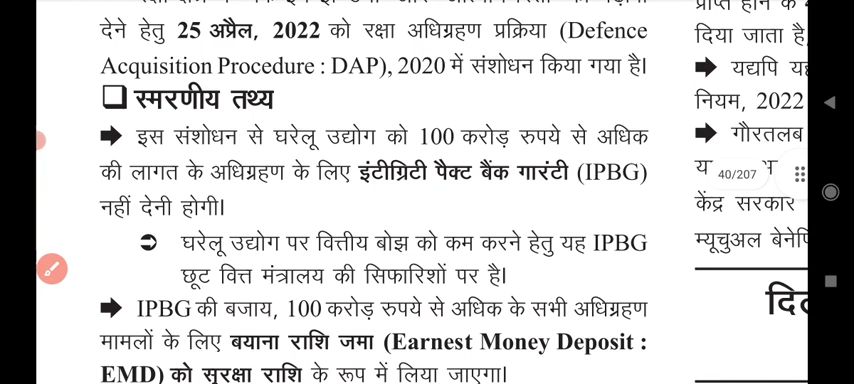 देने हेतु 25 अप्रैल, 2022 को रक्षा अधिग्रहण प्रक्रिया (Defence
Acquisition Procedure : DAP), 2020 में संशोधन किया गया है।
❑ स्मरणीय तथ्य
➡ इस संशोधन से घरेलू उद्योग को 100 करोड़ रुपये से अधिक
की लागत के अधिग्रहण के लिए इंटीग्रिटी पैक्ट बैंक गारंटी (IPBG)
नहीं देनी होगी।
➲ घरेलू उद्योग पर वित्तीय बोझ को कम करने हेतु यह IPBG
छूट वित्त मंत्रालय की सिफारिशों पर है।
➡ IPBG की बजाय, 100 करोड़ रुपये से अधिक के सभी अधिग्रहण
मामलों के लिए बयाना राशि जमा (Earnest Money Deposit :
EMD) को सुरक्षा राशि के रूप में लिया जाएगा।
प्राप्त होने के
दिया जाता है
➡ यद्यपि
नियम, 2022
➡ गौरतलब
40/207
केंद्र सरकार
म्यूचुअल